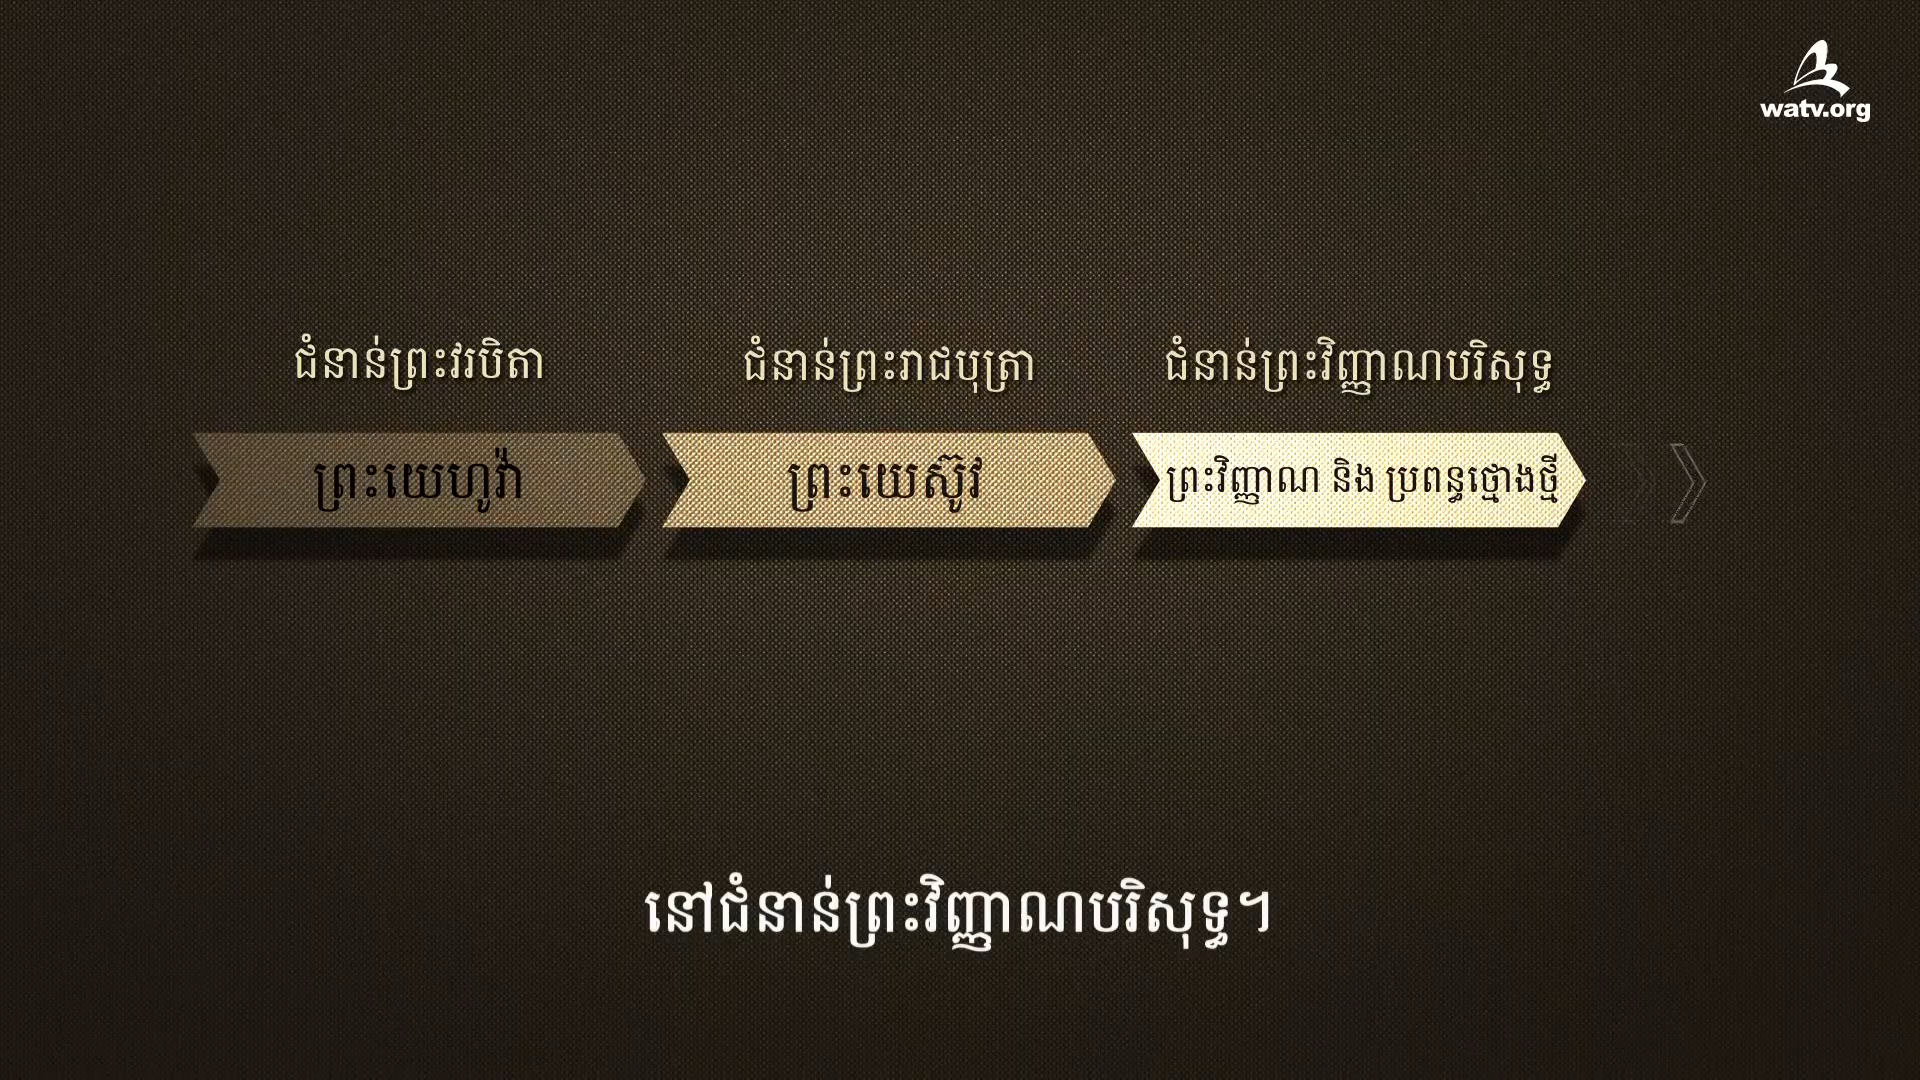 watv.org
ជំនាន់ព្រះវរបិតា
ជំនាន់ព្រះរាជបុត្រា
ជំនាន់ព្រះវិញ្ញាណបរិសុទ្ធ
ព្រះយេហូវ៉ា
ព្រះយេស៊ូវ
ព្រះវិញ្ញាណ និង ប្រពន្ធថ្មោងថ្មី
នៅជំនាន់ព្រះវិញ្ញាណបរិសុទ្ធ។